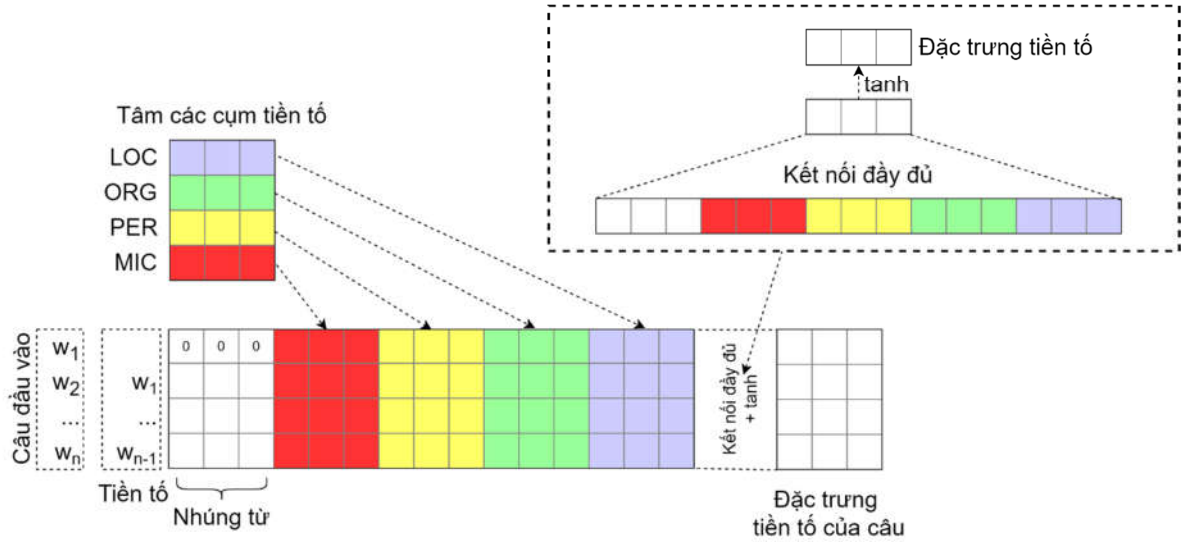 Đặc trưng tiền tố
tanh
Kết nối đầy đủ
Tâm các cụm tiền tố
LOC
ORG
PER
MIC
Câu đầu vào
w1
w2
...
wn
w1
...
wn-1
Tiền tố
0 0 0
Nhúng từ
Kết nối đầy đủ
+ tanh
Đặc trưng
tiền tố của câu